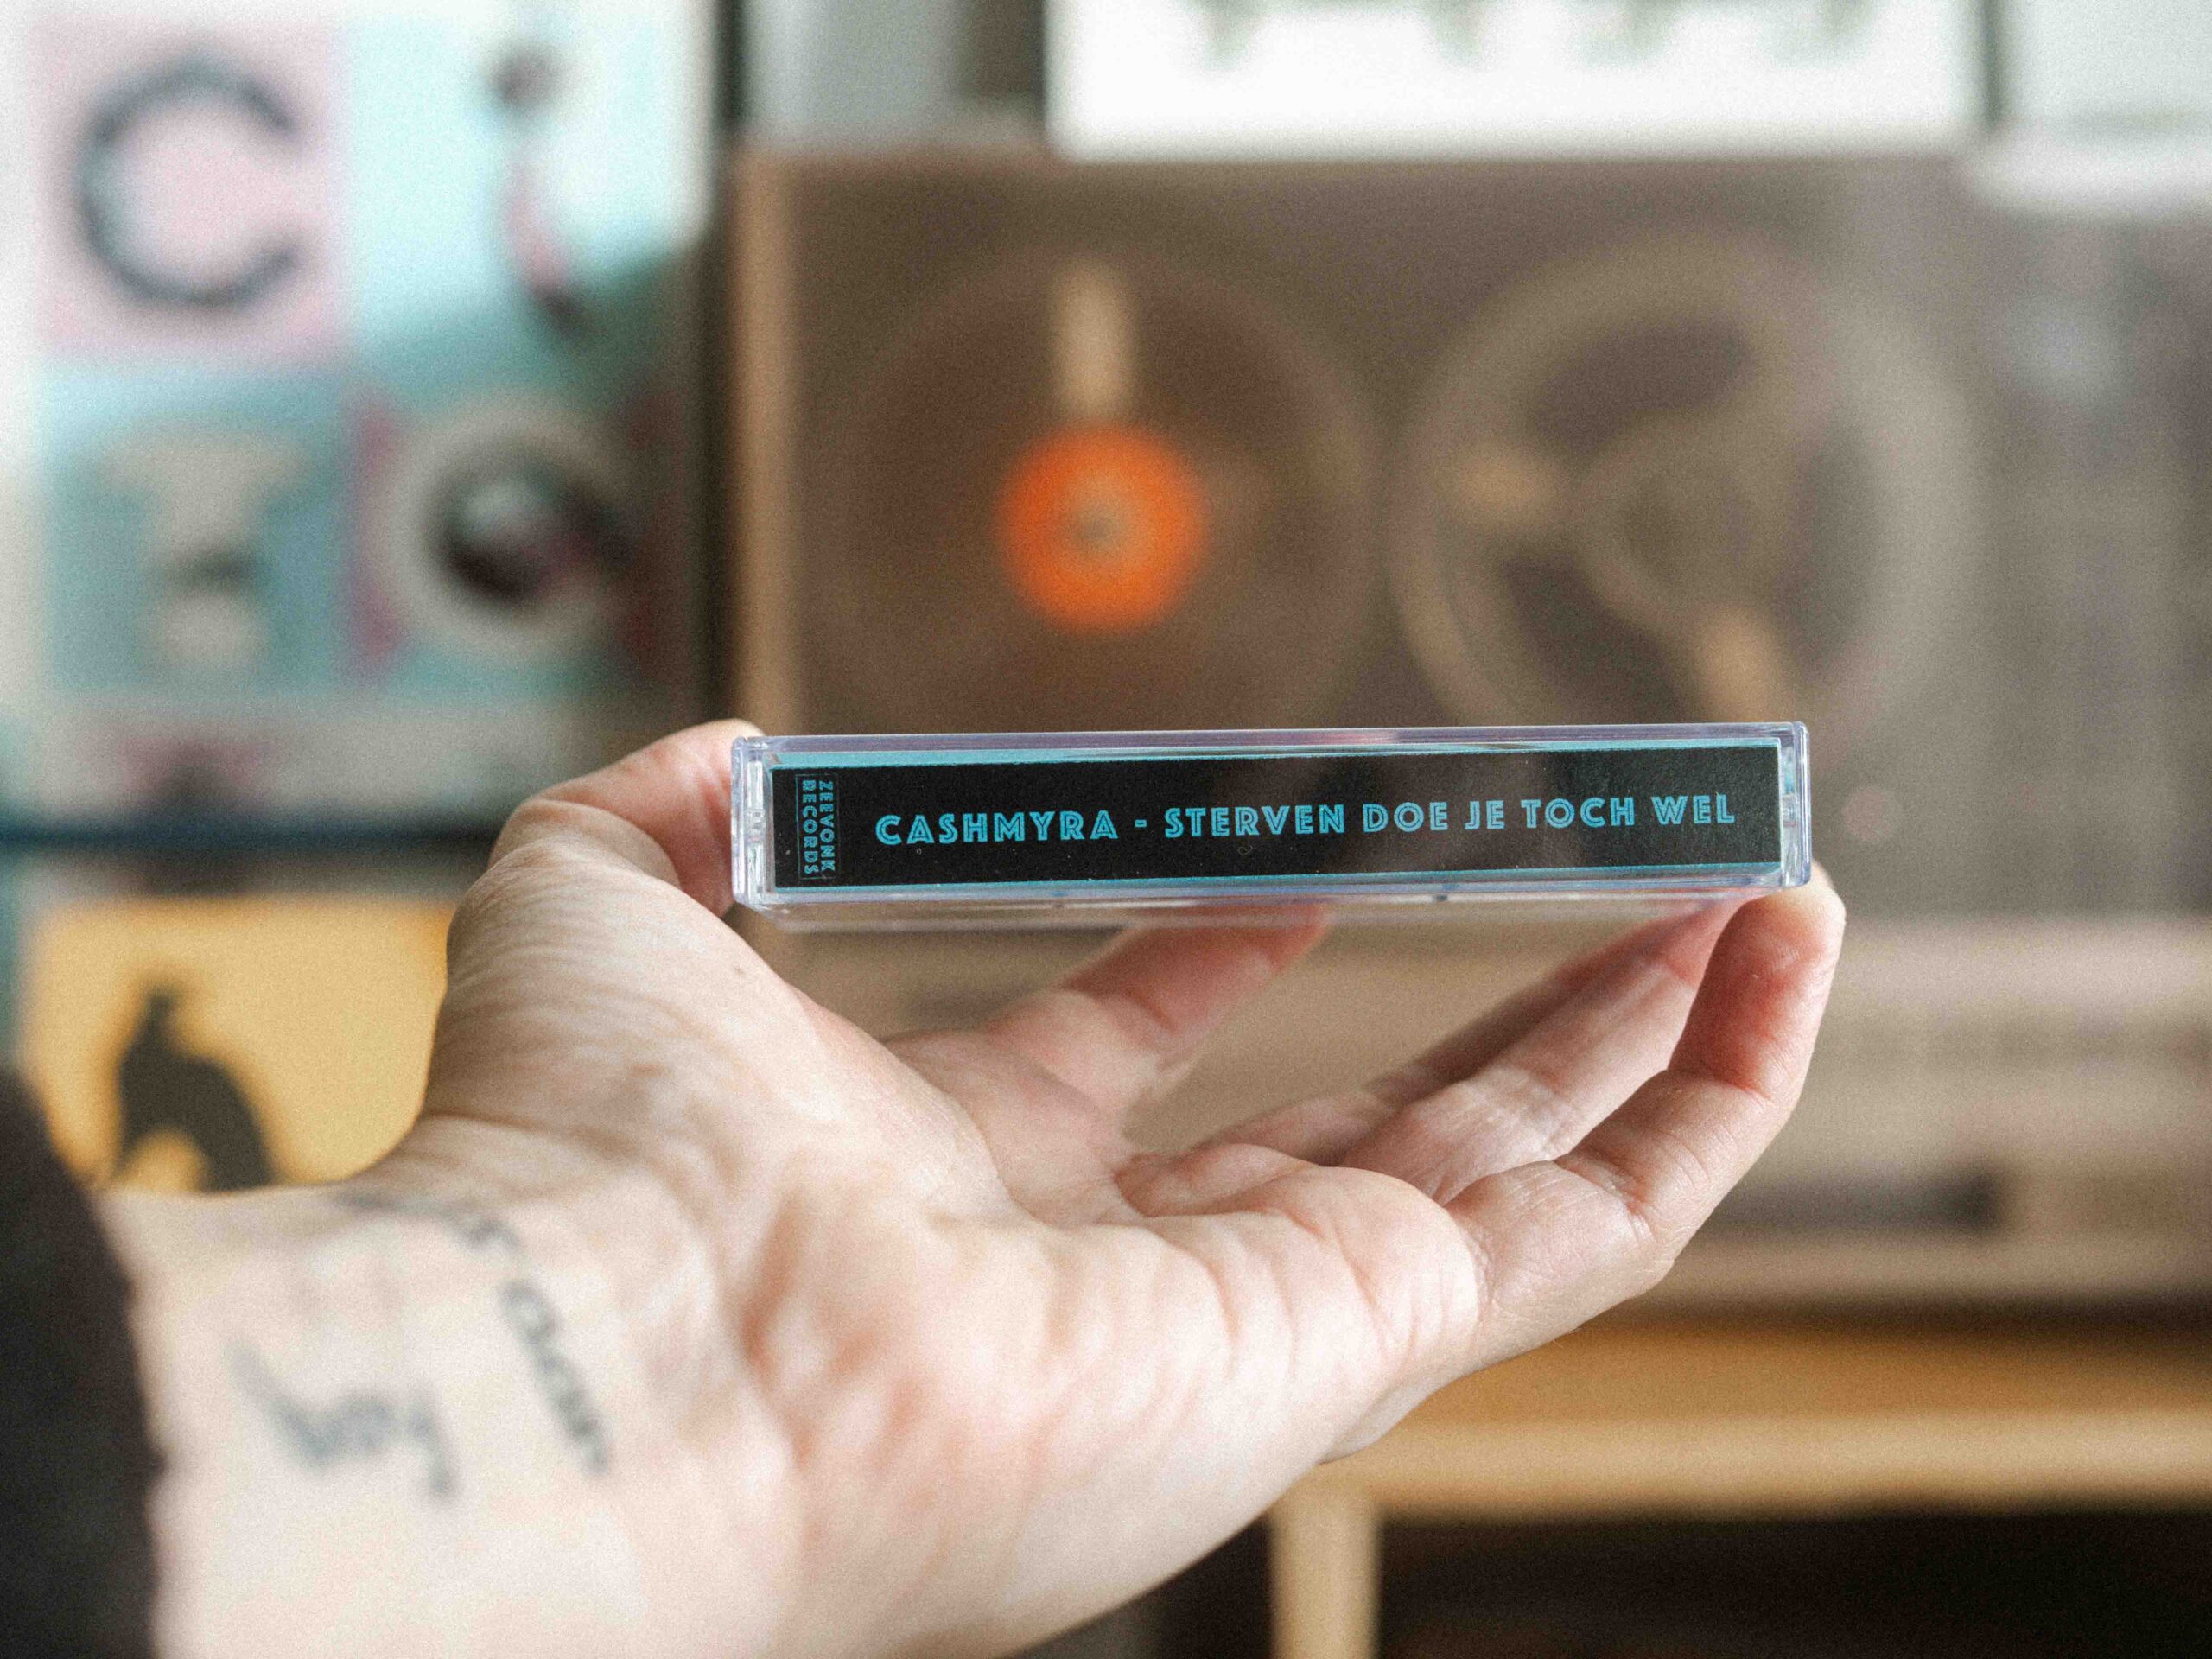 ZEEVONK
RECORDS
CASHMYRA - STERVEN DOE JE TOCH WEL